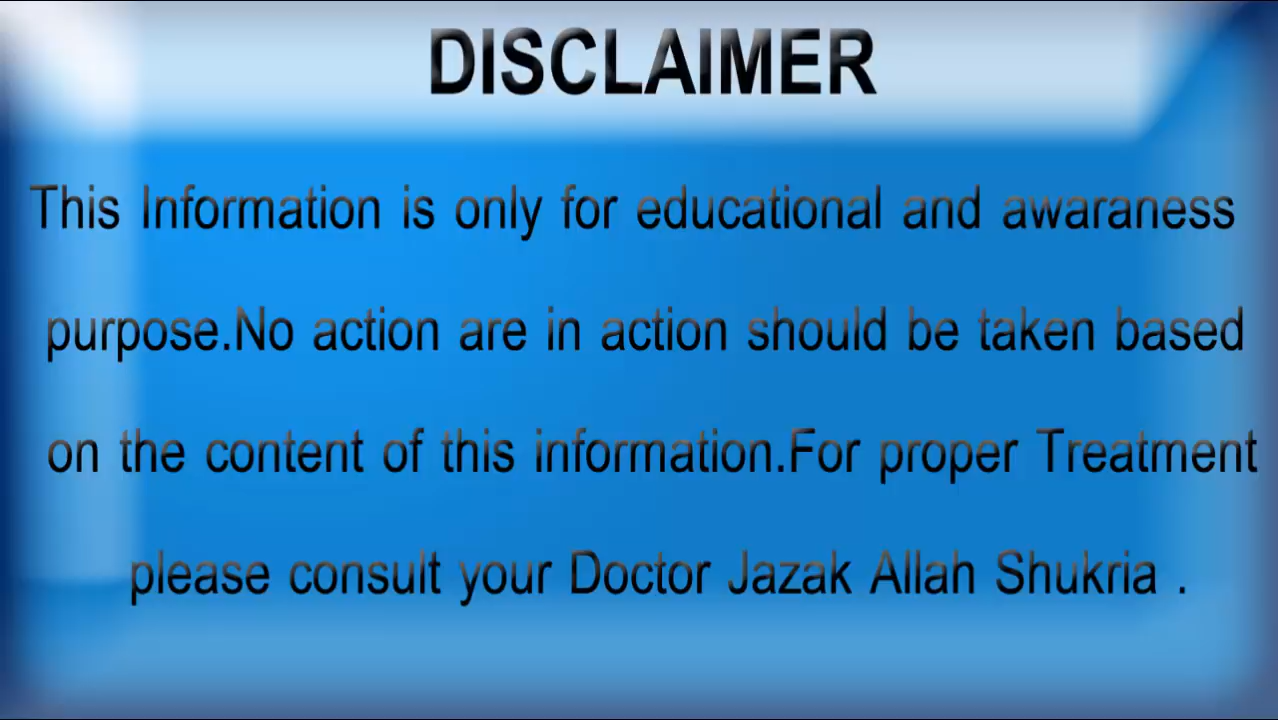 DISCLAIMER
This Information is only for educational and awaraness
purpose.No action are in action should be taken based
on the content of this information.For proper Treatment
please consult your Doctor Jazak Allah Shukria .